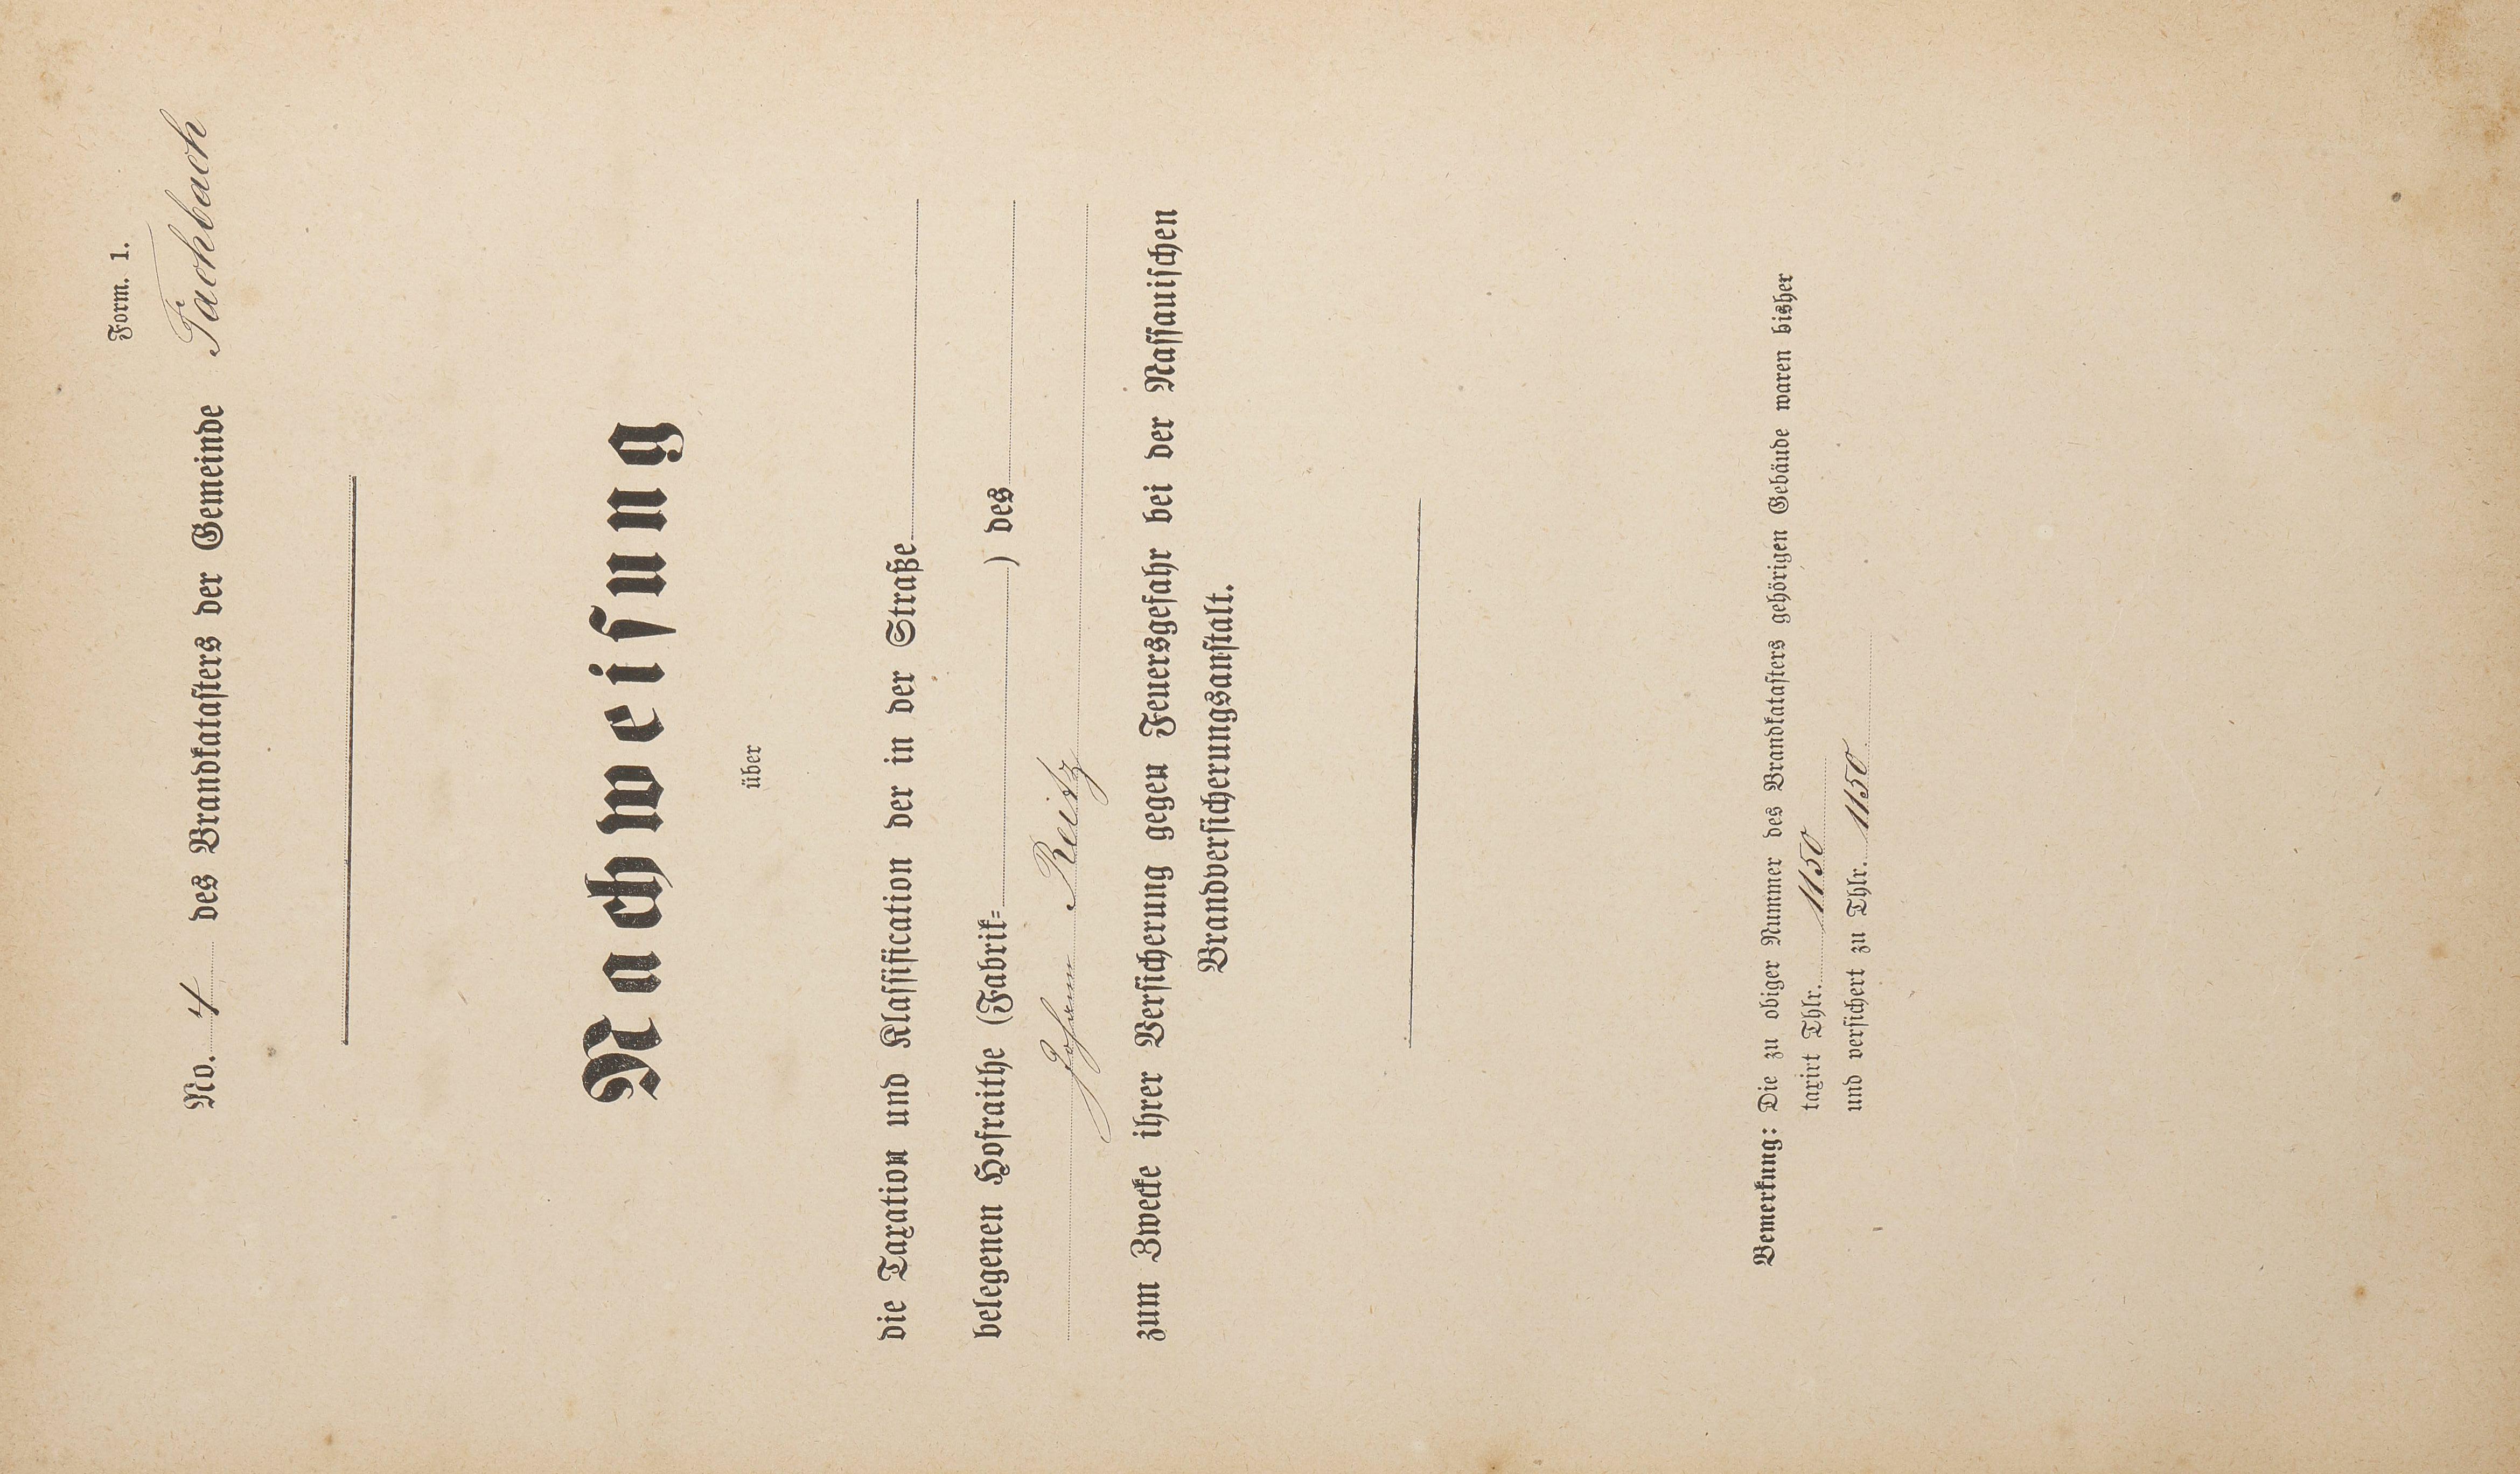 Form. 1.
No. 4 des Brandkatasters der Gemeinde Fachbach
Nachweisung
über
die Taxation und Klassification der in der Straße
belegenen Hofraithe (Fabrik= ) des
Johann Reitz
zum Zwecke ihrer Versicherung gegen Feuersgefahr bei der Nassauischen
Brandversicherungsanstalt.
Bemerkung: Die zu obiger Nummer des Brandkatasters gehörigen Gebäude waren bisher
taxirt Thlr. 1150
und versichert zu Thlr. 1150